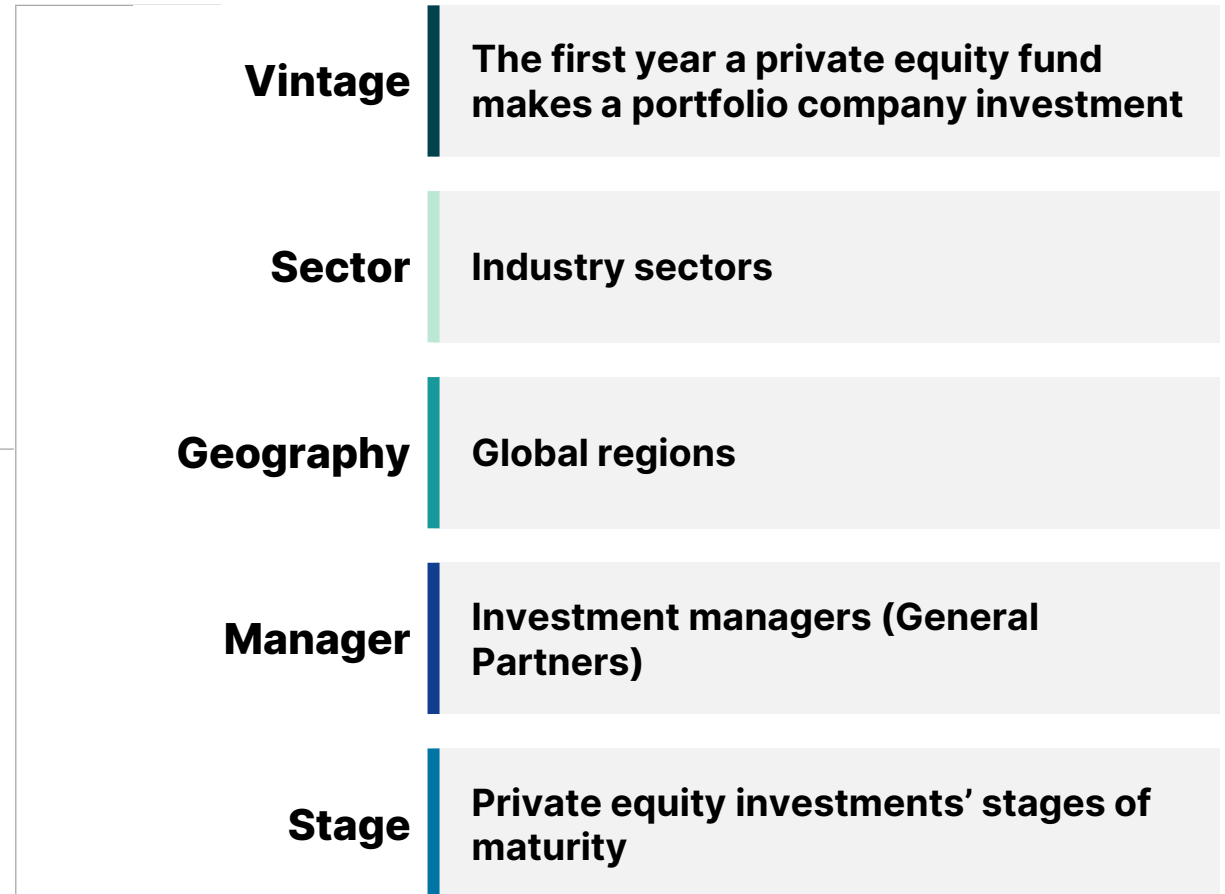 Vintage
The first year a private equity fund
makes a portfolio company investment
Sector
Industry sectors
Geography
Global regions
Manager
Investment managers (General
Partners)
Stage
Private equity investments’ stages of
maturity